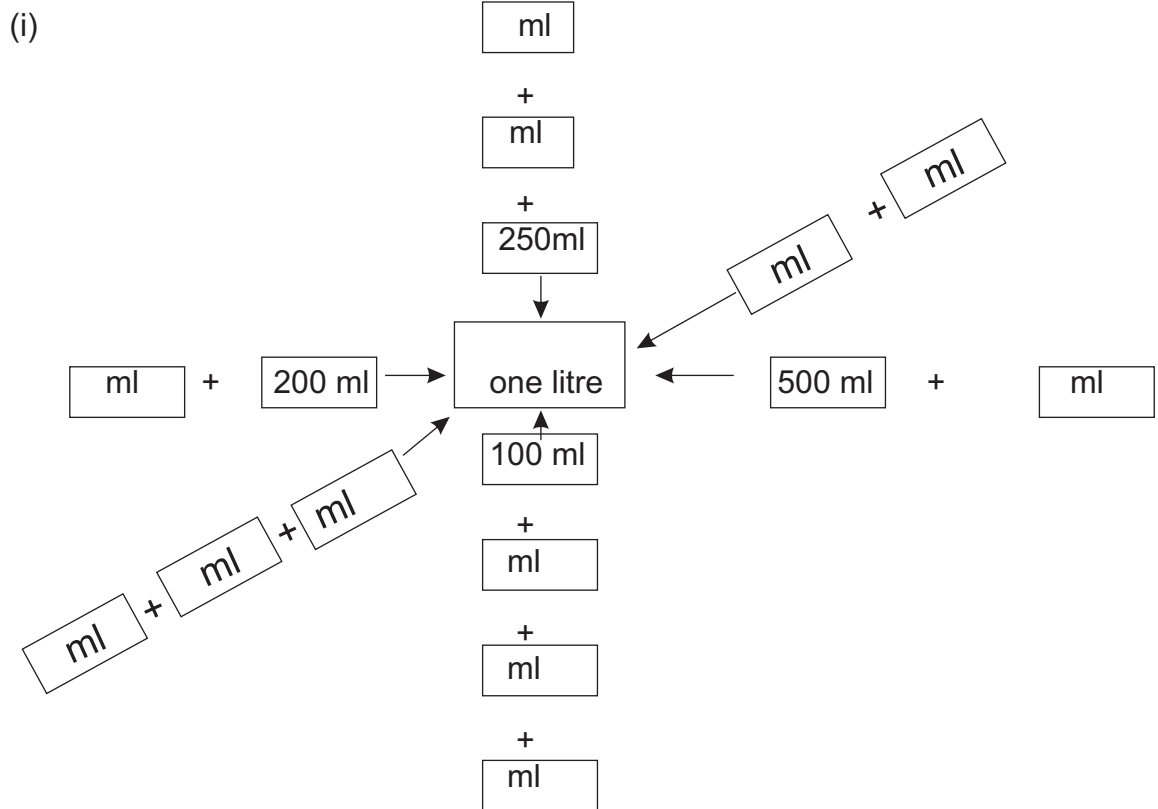 (i)
ml
+
ml
+
250ml
ml + ml
ml + 200 ml
one litre
500 ml + ml
100 ml
ml + ml + ml
+
ml
+
ml
+
ml